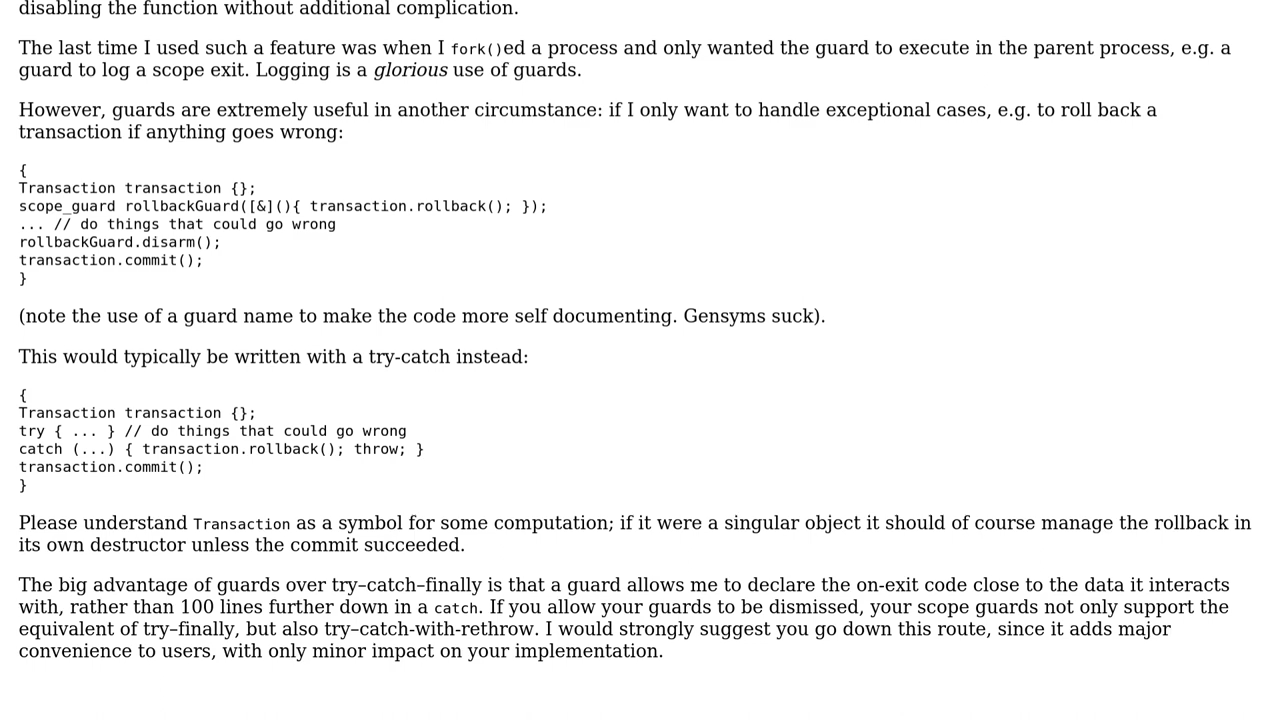 disabling the function without additional complication.
The last time I used such a feature was when I fork()ed a process and only wanted the guard to execute in the parent process, e.g. a
guard to log a scope exit. Logging is a glorious use of guards.
However, guards are extremely useful in another circumstance: if I only want to handle exceptional cases, e.g. to roll back a
transaction if anything goes wrong:
{
Transaction transaction {};
scope_guard rollbackGuard([&](){ transaction.rollback(); });
... // do things that could go wrong
rollbackGuard.disarm();
transaction.commit();
}
(note the use of a guard name to make the code more self documenting. Gensyms suck).
This would typically be written with a try-catch instead:
{
Transaction transaction {};
try { ... } // do things that could go wrong
catch (...) { transaction.rollback(); throw; }
transaction.commit();
}
Please understand Transaction as a symbol for some computation; if it were a singular object it should of course manage the rollback in
its own destructor unless the commit succeeded.
The big advantage of guards over try–catch–finally is that a guard allows me to declare the on-exit code close to the data it interacts
with, rather than 100 lines further down in a catch. If you allow your guards to be dismissed, your scope guards not only support the
equivalent of try–finally, but also try–catch-with-rethrow. I would strongly suggest you go down this route, since it adds major
convenience to users, with only minor impact on your implementation.